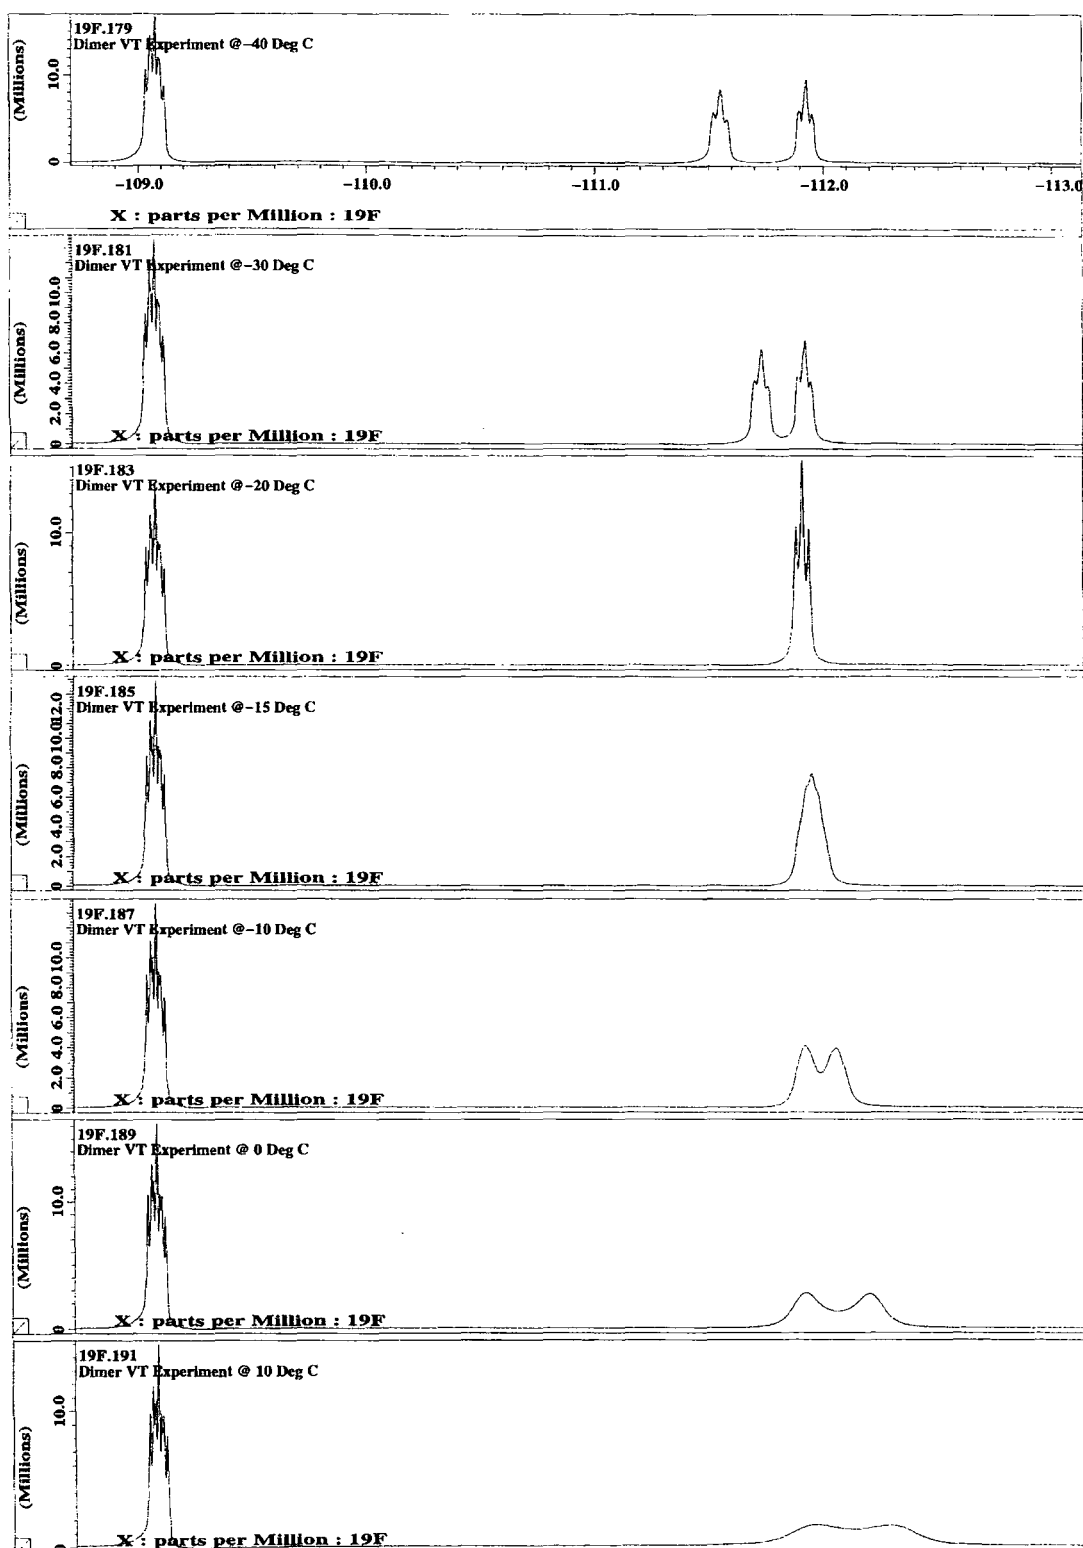 19F.179
Dimer VT Experiment @-40 Deg C
(Millions)
10.0
0
-109.0 -110.0 -111.0 -112.0 -113.0
X : parts per Million : 19F
19F.181
Dimer VT Experiment @-30 Deg C
(Millions)
0 2.0 4.0 6.0 8.0 10.0
X : parts per Million : 19F
19F.183
Dimer VT Experiment @-20 Deg C
(Millions)
10.0
0
X : parts per Million : 19F
19F.185
Dimer VT Experiment @-15 Deg C
(Millions)
0 2.0 4.0 6.0 8.0 10.0 12.0
X : parts per Million : 19F
19F.187
Dimer VT Experiment @-10 Deg C
(Millions)
0 2.0 4.0 6.0 8.0 10.0
X : parts per Million : 19F
19F.189
Dimer VT Experiment @ 0 Deg C
(Millions)
10.0
0
X : parts per Million : 19F
19F.191
Dimer VT Experiment @ 10 Deg C
(Millions)
10.0
0
X : parts per Million : 19F